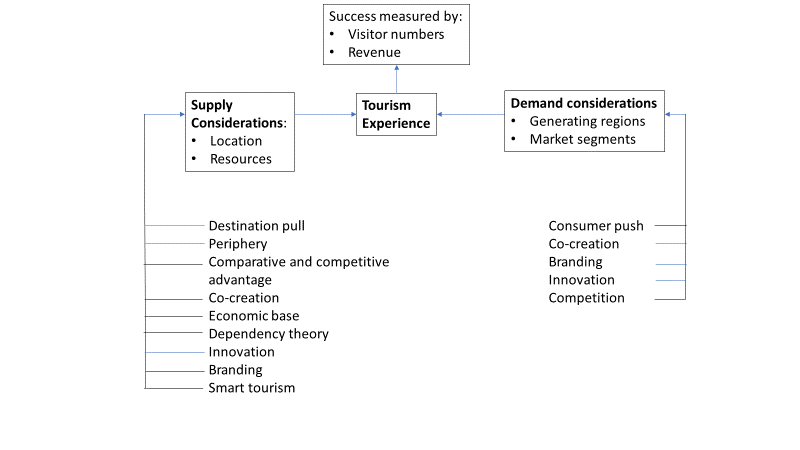 Success measured by:
• Visitor numbers
• Revenue
Supply
Considerations:
• Location
• Resources
Tourism
Experience
Demand considerations
• Generating regions
• Market segments
Destination pull
Periphery
Comparative and competitive
advantage
Co-creation
Economic base
Dependency theory
Innovation
Branding
Smart tourism
Consumer push
Co-creation
Branding
Innovation
Competition